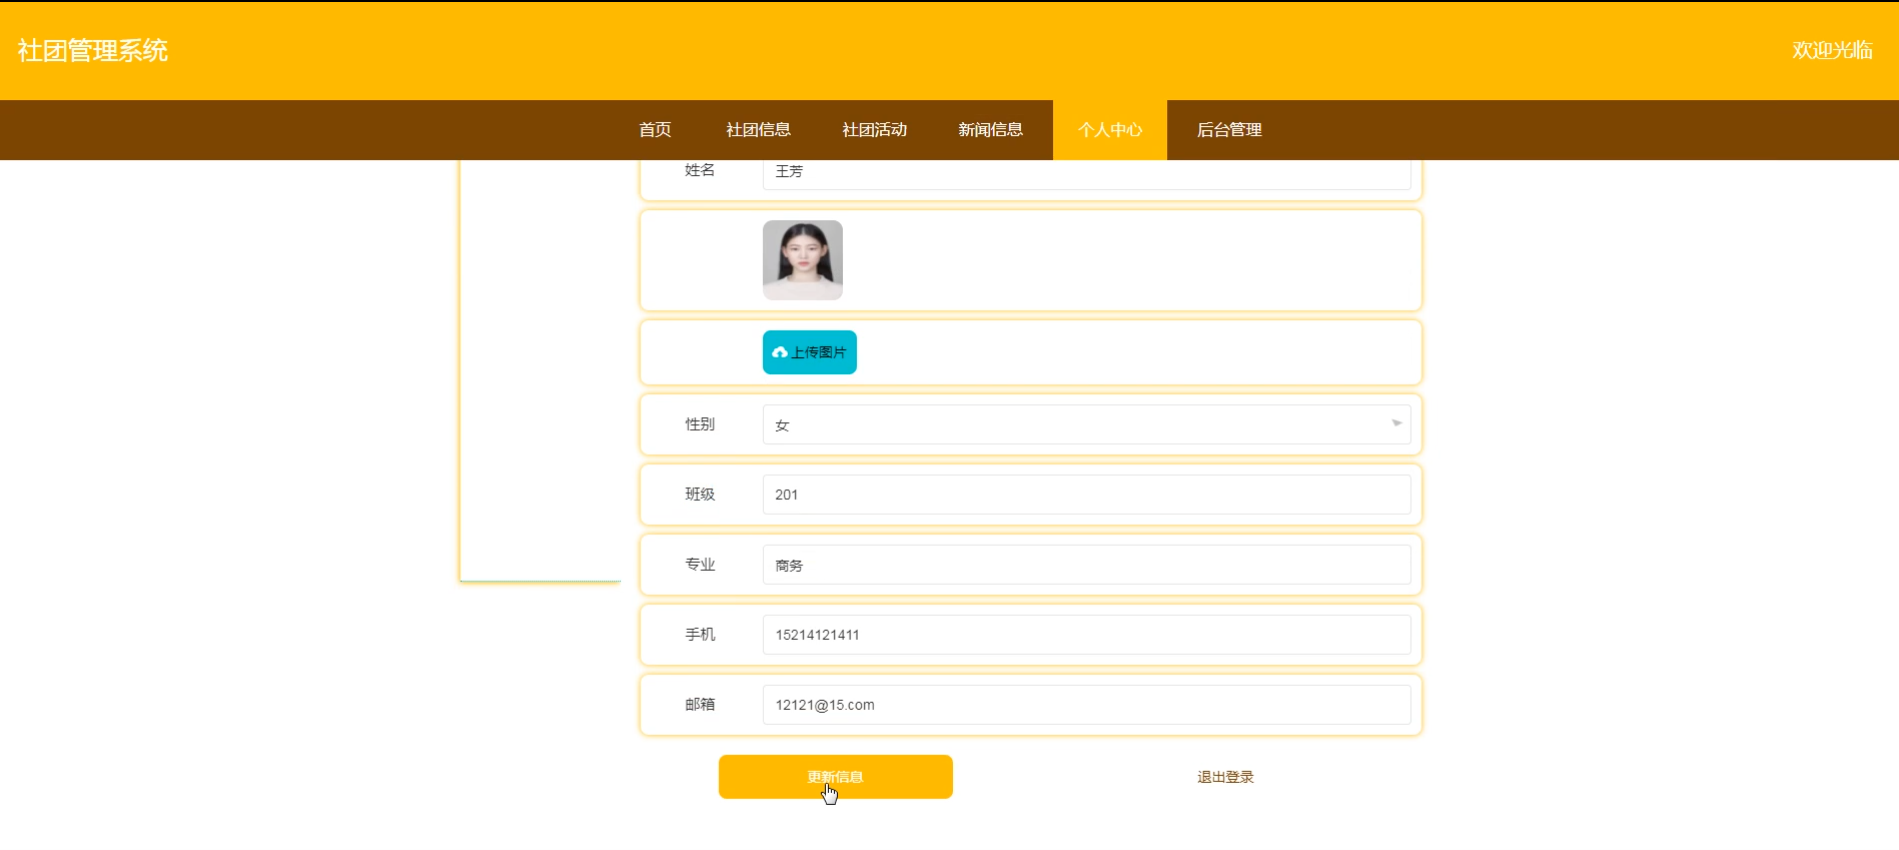 社团管理系统
欢迎光临
首页 社团信息 社团活动 新闻信息 个人中心 后台管理
姓名 王芳
上传图片
性别 女
班级 201
专业 商务
手机 15214121411
邮箱 12121@15.com
更新信息 退出登录